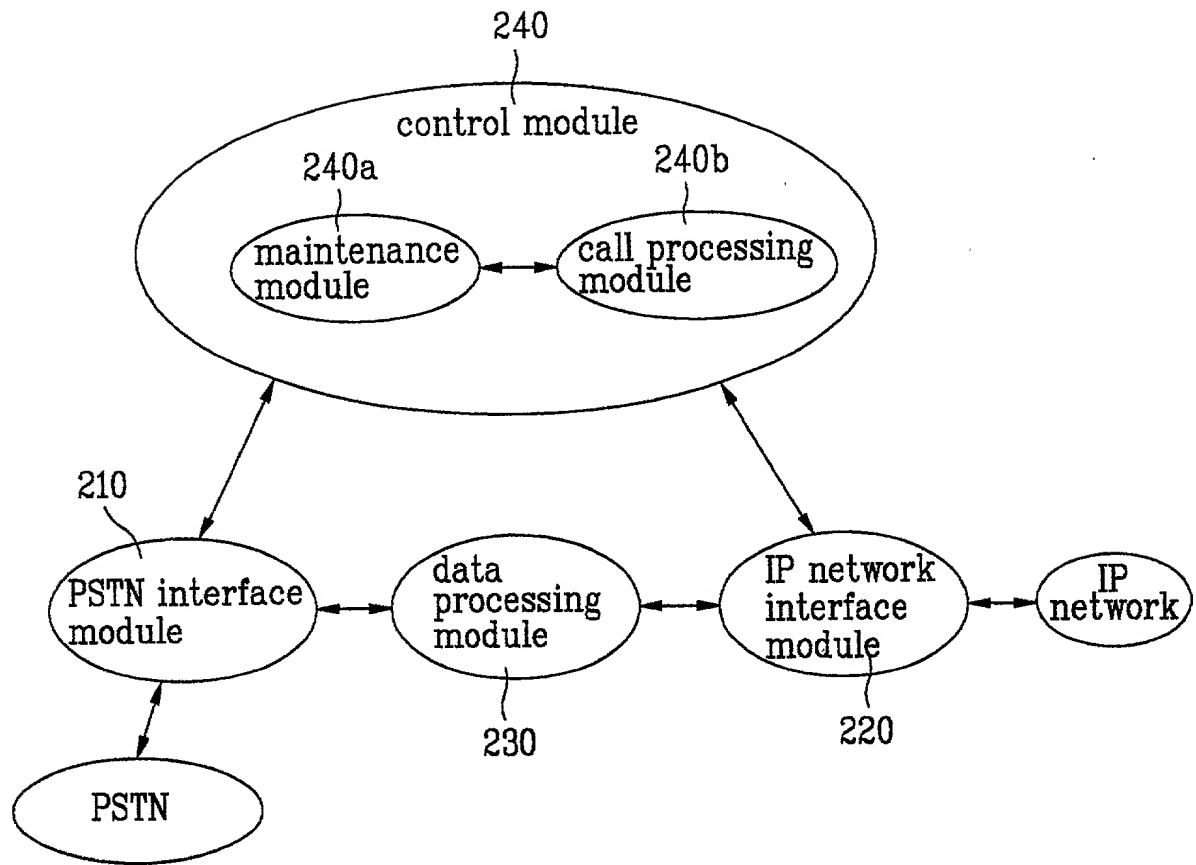 240
control module
240a
240b
maintenance
module
call processing
module
210
PSTN interface
module
data
processing
module
IP network
interface
module
IP
network
230
220
PSTN